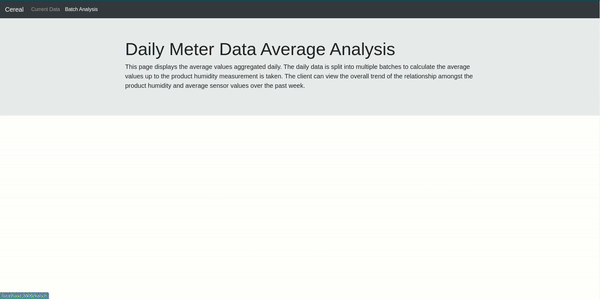 Cereal Current Data Batch Analysis
Daily Meter Data Average Analysis
This page displays the average values aggregated daily. The daily data is split into multiple batches to calculate the average
values up to the product humidity measurement is taken. The client can view the overall trend of the relationship amongst the
product humidity and average sensor values over the past week.